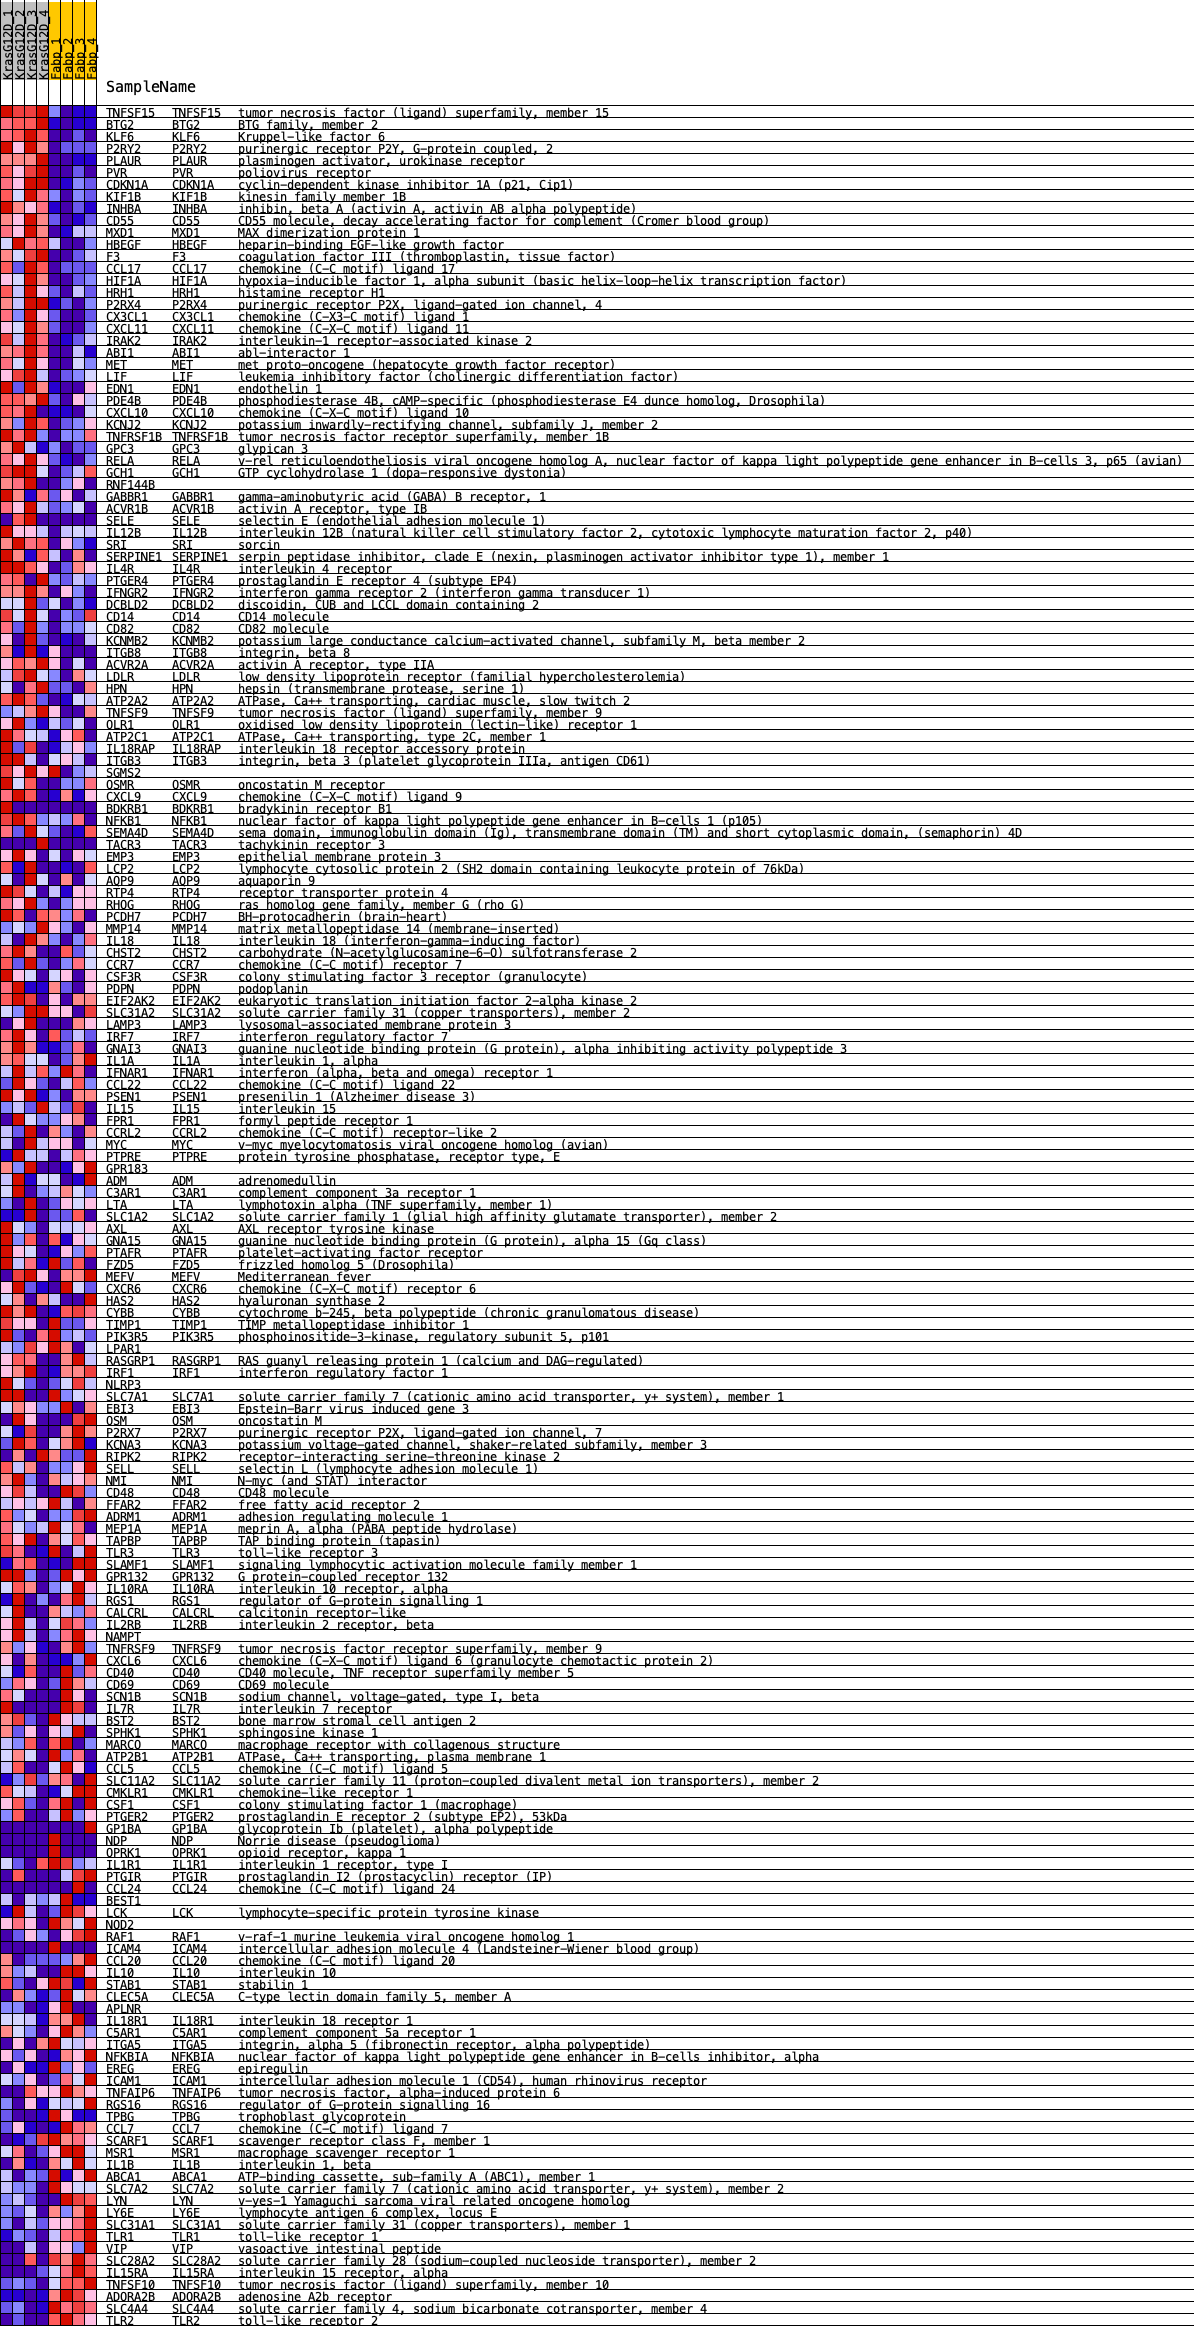 KrasG12D_1
KrasG12D_2
KrasG12D_3
KrasG12D_4
Fabp_1
Fabp_2
Fabp_3
Fabp_4
SampleName
TNFSF15 TNFSF15 tumor necrosis factor (ligand) superfamily, member 15
BTG2 BTG2 BTG family, member 2
KLF6 KLF6 Kruppel-like factor 6
P2RY2 P2RY2 purinergic receptor P2Y, G-protein coupled, 2
PLAUR PLAUR plasminogen activator, urokinase receptor
PVR PVR poliovirus receptor
CDKN1A CDKN1A cyclin-dependent kinase inhibitor 1A (p21, Cip1)
KIF1B KIF1B kinesin family member 1B
INHBA INHBA inhibin, beta A (activin A, activin AB alpha polypeptide)
CD55 CD55 CD55 molecule, decay accelerating factor for complement (Cromer blood group)
MXD1 MXD1 MAX dimerization protein 1
HBEGF HBEGF heparin-binding EGF-like growth factor
F3 F3 coagulation factor III (thromboplastin, tissue factor)
CCL17 CCL17 chemokine (C-C motif) ligand 17
HIF1A HIF1A hypoxia-inducible factor 1, alpha subunit (basic helix-loop-helix transcription factor)
HRH1 HRH1 histamine receptor H1
P2RX4 P2RX4 purinergic receptor P2X, ligand-gated ion channel, 4
CX3CL1 CX3CL1 chemokine (C-X3-C motif) ligand 1
CXCL11 CXCL11 chemokine (C-X-C motif) ligand 11
IRAK2 IRAK2 interleukin-1 receptor-associated kinase 2
ABI1 ABI1 abl-interactor 1
MET MET met proto-oncogene (hepatocyte growth factor receptor)
LIF LIF leukemia inhibitory factor (cholinergic differentiation factor)
EDN1 EDN1 endothelin 1
PDE4B PDE4B phosphodiesterase 4B, cAMP-specific (phosphodiesterase E4 dunce homolog, Drosophila)
CXCL10 CXCL10 chemokine (C-X-C motif) ligand 10
KCNJ2 KCNJ2 potassium inwardly-rectifying channel, subfamily J, member 2
TNFRSF1B TNFRSF1B tumor necrosis factor receptor superfamily, member 1B
GPC3 GPC3 glypican 3
RELA RELA v-rel reticuloendotheliosis viral oncogene homolog A, nuclear factor of kappa light polypeptide gene enhancer in B-cells 3, p65 (avian)
GCH1 GCH1 GTP cyclohydrolase 1 (dopa-responsive dystonia)
RNF144B
GABBR1 GABBR1 gamma-aminobutyric acid (GABA) B receptor, 1
ACVR1B ACVR1B activin A receptor, type IB
SELE SELE selectin E (endothelial adhesion molecule 1)
IL12B IL12B interleukin 12B (natural killer cell stimulatory factor 2, cytotoxic lymphocyte maturation factor 2, p40)
SRI SRI sorcin
SERPINE1 SERPINE1 serpin peptidase inhibitor, clade E (nexin, plasminogen activator inhibitor type 1), member 1
IL4R IL4R interleukin 4 receptor
PTGER4 PTGER4 prostaglandin E receptor 4 (subtype EP4)
IFNGR2 IFNGR2 interferon gamma receptor 2 (interferon gamma transducer 1)
DCBLD2 DCBLD2 discoidin, CUB and LCCL domain containing 2
CD14 CD14 CD14 molecule
CD82 CD82 CD82 molecule
KCNMB2 KCNMB2 potassium large conductance calcium-activated channel, subfamily M, beta member 2
ITGB8 ITGB8 integrin, beta 8
ACVR2A ACVR2A activin A receptor, type IIA
LDLR LDLR low density lipoprotein receptor (familial hypercholesterolemia)
HPN HPN hepsin (transmembrane protease, serine 1)
ATP2A2 ATP2A2 ATPase, Ca++ transporting, cardiac muscle, slow twitch 2
TNFSF9 TNFSF9 tumor necrosis factor (ligand) superfamily, member 9
OLR1 OLR1 oxidised low density lipoprotein (lectin-like) receptor 1
ATP2C1 ATP2C1 ATPase, Ca++ transporting, type 2C, member 1
IL18RAP IL18RAP interleukin 18 receptor accessory protein
ITGB3 ITGB3 integrin, beta 3 (platelet glycoprotein IIIa, antigen CD61)
SGMS2
OSMR OSMR oncostatin M receptor
CXCL9 CXCL9 chemokine (C-X-C motif) ligand 9
BDKRB1 BDKRB1 bradykinin receptor B1
NFKB1 NFKB1 nuclear factor of kappa light polypeptide gene enhancer in B-cells 1 (p105)
SEMA4D SEMA4D sema domain, immunoglobulin domain (Ig), transmembrane domain (TM) and short cytoplasmic domain, (semaphorin) 4D
TACR3 TACR3 tachykinin receptor 3
EMP3 EMP3 epithelial membrane protein 3
LCP2 LCP2 lymphocyte cytosolic protein 2 (SH2 domain containing leukocyte protein of 76kDa)
AQP9 AQP9 aquaporin 9
RTP4 RTP4 receptor transporter protein 4
RHOG RHOG ras homolog gene family, member G (rho G)
PCDH7 PCDH7 BH-protocadherin (brain-heart)
MMP14 MMP14 matrix metallopeptidase 14 (membrane-inserted)
IL18 IL18 interleukin 18 (interferon-gamma-inducing factor)
CHST2 CHST2 carbohydrate (N-acetylglucosamine-6-O) sulfotransferase 2
CCR7 CCR7 chemokine (C-C motif) receptor 7
CSF3R CSF3R colony stimulating factor 3 receptor (granulocyte)
PDPN PDPN podoplanin
EIF2AK2 EIF2AK2 eukaryotic translation initiation factor 2-alpha kinase 2
SLC31A2 SLC31A2 solute carrier family 31 (copper transporters), member 2
LAMP3 LAMP3 lysosomal-associated membrane protein 3
IRF7 IRF7 interferon regulatory factor 7
GNAI3 GNAI3 guanine nucleotide binding protein (G protein), alpha inhibiting activity polypeptide 3
IL1A IL1A interleukin 1, alpha
IFNAR1 IFNAR1 interferon (alpha, beta and omega) receptor 1
CCL22 CCL22 chemokine (C-C motif) ligand 22
PSEN1 PSEN1 presenilin 1 (Alzheimer disease 3)
IL15 IL15 interleukin 15
FPR1 FPR1 formyl peptide receptor 1
CCRL2 CCRL2 chemokine (C-C motif) receptor-like 2
MYC MYC v-myc myelocytomatosis viral oncogene homolog (avian)
PTPRE PTPRE protein tyrosine phosphatase, receptor type, E
GPR183
ADM ADM adrenomedullin
C3AR1 C3AR1 complement component 3a receptor 1
LTA LTA lymphotoxin alpha (TNF superfamily, member 1)
SLC1A2 SLC1A2 solute carrier family 1 (glial high affinity glutamate transporter), member 2
AXL AXL AXL receptor tyrosine kinase
GNA15 GNA15 guanine nucleotide binding protein (G protein), alpha 15 (Gq class)
PTAFR PTAFR platelet-activating factor receptor
FZD5 FZD5 frizzled homolog 5 (Drosophila)
MEFV MEFV Mediterranean fever
CXCR6 CXCR6 chemokine (C-X-C motif) receptor 6
HAS2 HAS2 hyaluronan synthase 2
CYBB CYBB cytochrome b-245, beta polypeptide (chronic granulomatous disease)
TIMP1 TIMP1 TIMP metallopeptidase inhibitor 1
PIK3R5 PIK3R5 phosphoinositide-3-kinase, regulatory subunit 5, p101
LPAR1
RASGRP1 RASGRP1 RAS guanyl releasing protein 1 (calcium and DAG-regulated)
IRF1 IRF1 interferon regulatory factor 1
NLRP3
SLC7A1 SLC7A1 solute carrier family 7 (cationic amino acid transporter, y+ system), member 1
EBI3 EBI3 Epstein-Barr virus induced gene 3
OSM OSM oncostatin M
P2RX7 P2RX7 purinergic receptor P2X, ligand-gated ion channel, 7
KCNA3 KCNA3 potassium voltage-gated channel, shaker-related subfamily, member 3
RIPK2 RIPK2 receptor-interacting serine-threonine kinase 2
SELL SELL selectin L (lymphocyte adhesion molecule 1)
NMI NMI N-myc (and STAT) interactor
CD48 CD48 CD48 molecule
FFAR2 FFAR2 free fatty acid receptor 2
ADRM1 ADRM1 adhesion regulating molecule 1
MEP1A MEP1A meprin A, alpha (PABA peptide hydrolase)
TAPBP TAPBP TAP binding protein (tapasin)
TLR3 TLR3 toll-like receptor 3
SLAMF1 SLAMF1 signaling lymphocytic activation molecule family member 1
GPR132 GPR132 G protein-coupled receptor 132
IL10RA IL10RA interleukin 10 receptor, alpha
RGS1 RGS1 regulator of G-protein signalling 1
CALCRL CALCRL calcitonin receptor-like
IL2RB IL2RB interleukin 2 receptor, beta
NAMPT
TNFRSF9 TNFRSF9 tumor necrosis factor receptor superfamily, member 9
CXCL6 CXCL6 chemokine (C-X-C motif) ligand 6 (granulocyte chemotactic protein 2)
CD40 CD40 CD40 molecule, TNF receptor superfamily member 5
CD69 CD69 CD69 molecule
SCN1B SCN1B sodium channel, voltage-gated, type I, beta
IL7R IL7R interleukin 7 receptor
BST2 BST2 bone marrow stromal cell antigen 2
SPHK1 SPHK1 sphingosine kinase 1
MARCO MARCO macrophage receptor with collagenous structure
ATP2B1 ATP2B1 ATPase, Ca++ transporting, plasma membrane 1
CCL5 CCL5 chemokine (C-C motif) ligand 5
SLC11A2 SLC11A2 solute carrier family 11 (proton-coupled divalent metal ion transporters), member 2
CMKLR1 CMKLR1 chemokine-like receptor 1
CSF1 CSF1 colony stimulating factor 1 (macrophage)
PTGER2 PTGER2 prostaglandin E receptor 2 (subtype EP2), 53kDa
GP1BA GP1BA glycoprotein Ib (platelet), alpha polypeptide
NDP NDP Norrie disease (pseudoglioma)
OPRK1 OPRK1 opioid receptor, kappa 1
IL1R1 IL1R1 interleukin 1 receptor, type I
PTGIR PTGIR prostaglandin I2 (prostacyclin) receptor (IP)
CCL24 CCL24 chemokine (C-C motif) ligand 24
BEST1
LCK LCK lymphocyte-specific protein tyrosine kinase
NOD2
RAF1 RAF1 v-raf-1 murine leukemia viral oncogene homolog 1
ICAM4 ICAM4 intercellular adhesion molecule 4 (Landsteiner-Wiener blood group)
CCL20 CCL20 chemokine (C-C motif) ligand 20
IL10 IL10 interleukin 10
STAB1 STAB1 stabilin 1
CLEC5A CLEC5A C-type lectin domain family 5, member A
APLNR
IL18R1 IL18R1 interleukin 18 receptor 1
C5AR1 C5AR1 complement component 5a receptor 1
ITGA5 ITGA5 integrin, alpha 5 (fibronectin receptor, alpha polypeptide)
NFKBIA NFKBIA nuclear factor of kappa light polypeptide gene enhancer in B-cells inhibitor, alpha
EREG EREG epiregulin
ICAM1 ICAM1 intercellular adhesion molecule 1 (CD54), human rhinovirus receptor
TNFAIP6 TNFAIP6 tumor necrosis factor, alpha-induced protein 6
RGS16 RGS16 regulator of G-protein signalling 16
TPBG TPBG trophoblast glycoprotein
CCL7 CCL7 chemokine (C-C motif) ligand 7
SCARF1 SCARF1 scavenger receptor class F, member 1
MSR1 MSR1 macrophage scavenger receptor 1
IL1B IL1B interleukin 1, beta
ABCA1 ABCA1 ATP-binding cassette, sub-family A (ABC1), member 1
SLC7A2 SLC7A2 solute carrier family 7 (cationic amino acid transporter, y+ system), member 2
LYN LYN v-yes-1 Yamaguchi sarcoma viral related oncogene homolog
LY6E LY6E lymphocyte antigen 6 complex, locus E
SLC31A1 SLC31A1 solute carrier family 31 (copper transporters), member 1
TLR1 TLR1 toll-like receptor 1
VIP VIP vasoactive intestinal peptide
SLC28A2 SLC28A2 solute carrier family 28 (sodium-coupled nucleoside transporter), member 2
IL15RA IL15RA interleukin 15 receptor, alpha
TNFSF10 TNFSF10 tumor necrosis factor (ligand) superfamily, member 10
ADORA2B ADORA2B adenosine A2b receptor
SLC4A4 SLC4A4 solute carrier family 4, sodium bicarbonate cotransporter, member 4
TLR2 TLR2 toll-like receptor 2